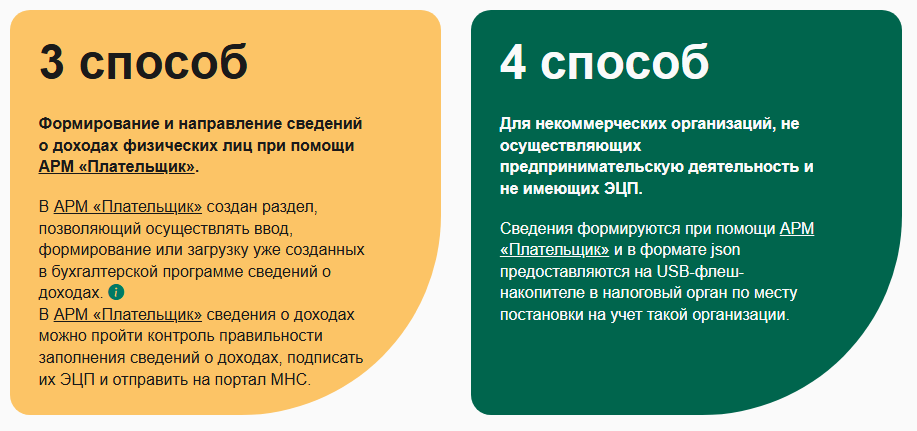 3 способ
Формирование и направление сведений
о доходах физических лиц при помощи
АРМ «Плательщик».
В АРМ «Плательщик» создан раздел,
позволяющий осуществлять ввод,
формирование или загрузку уже созданных
в бухгалтерской программе сведений о
доходах. i
В АРМ «Плательщик» сведения о доходах
можно пройти контроль правильности
заполнения сведений о доходах, подписать
их ЭЦП и отправить на портал МНС.
4 способ
Для некоммерческих организаций, не
осуществляющих
предпринимательскую деятельность и
не имеющих ЭЦП.
Сведения формируются при помощи АРМ
«Плательщик» и в формате json
предоставляются на USB-флеш-
накопителе в налоговый орган по месту
постановки на учет такой организации.